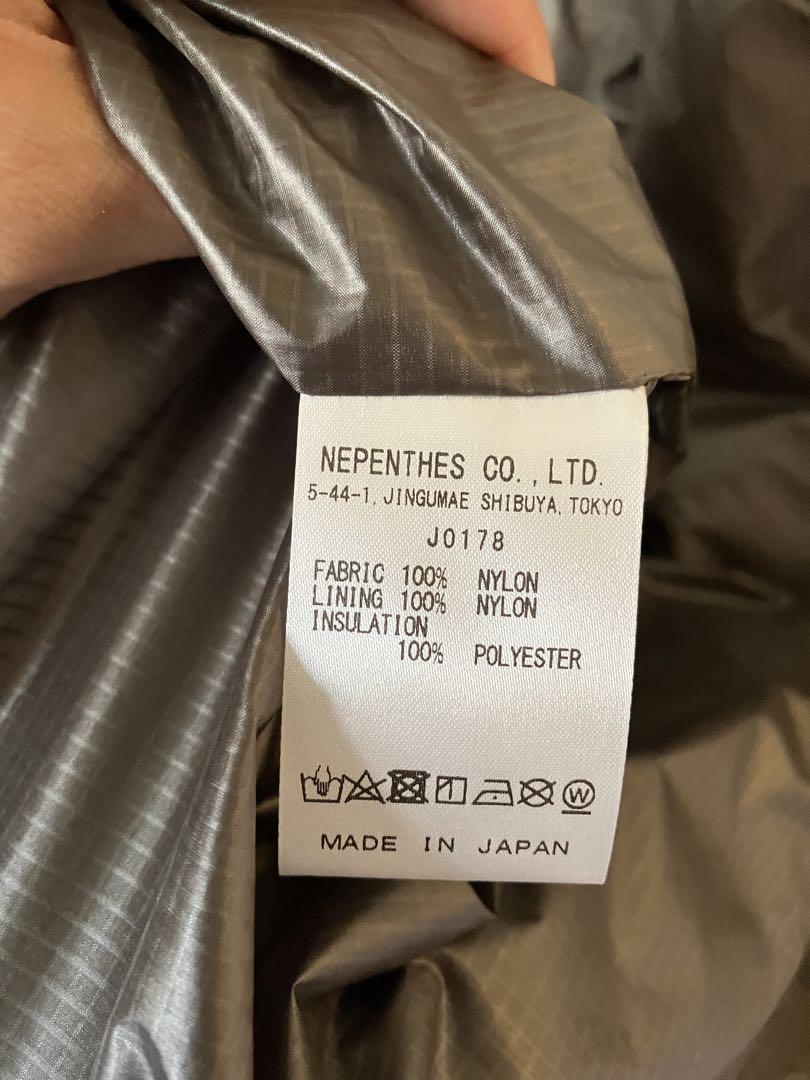 NEPENTHES CO., LTD.
5-44-1, JINGUMAE SHIBUYA, TOKYO
J0178
FABRIC 100% NYLON
LINING 100% NYLON
INSULATION
100% POLYESTER
W
MADE IN JAPAN